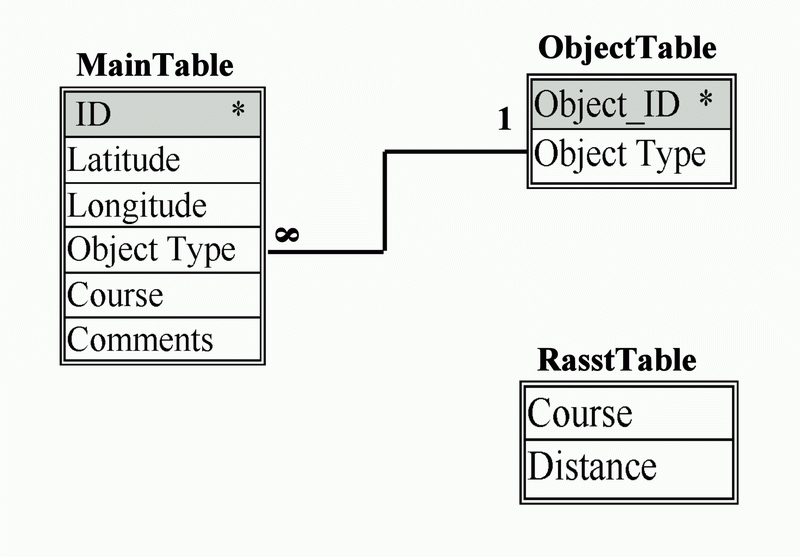 MainTable
ID *
Latitude
Longitude
Object Type
Course
Comments
∞
1
ObjectTable
Object_ID *
Object Type
RasstTable
Course
Distance